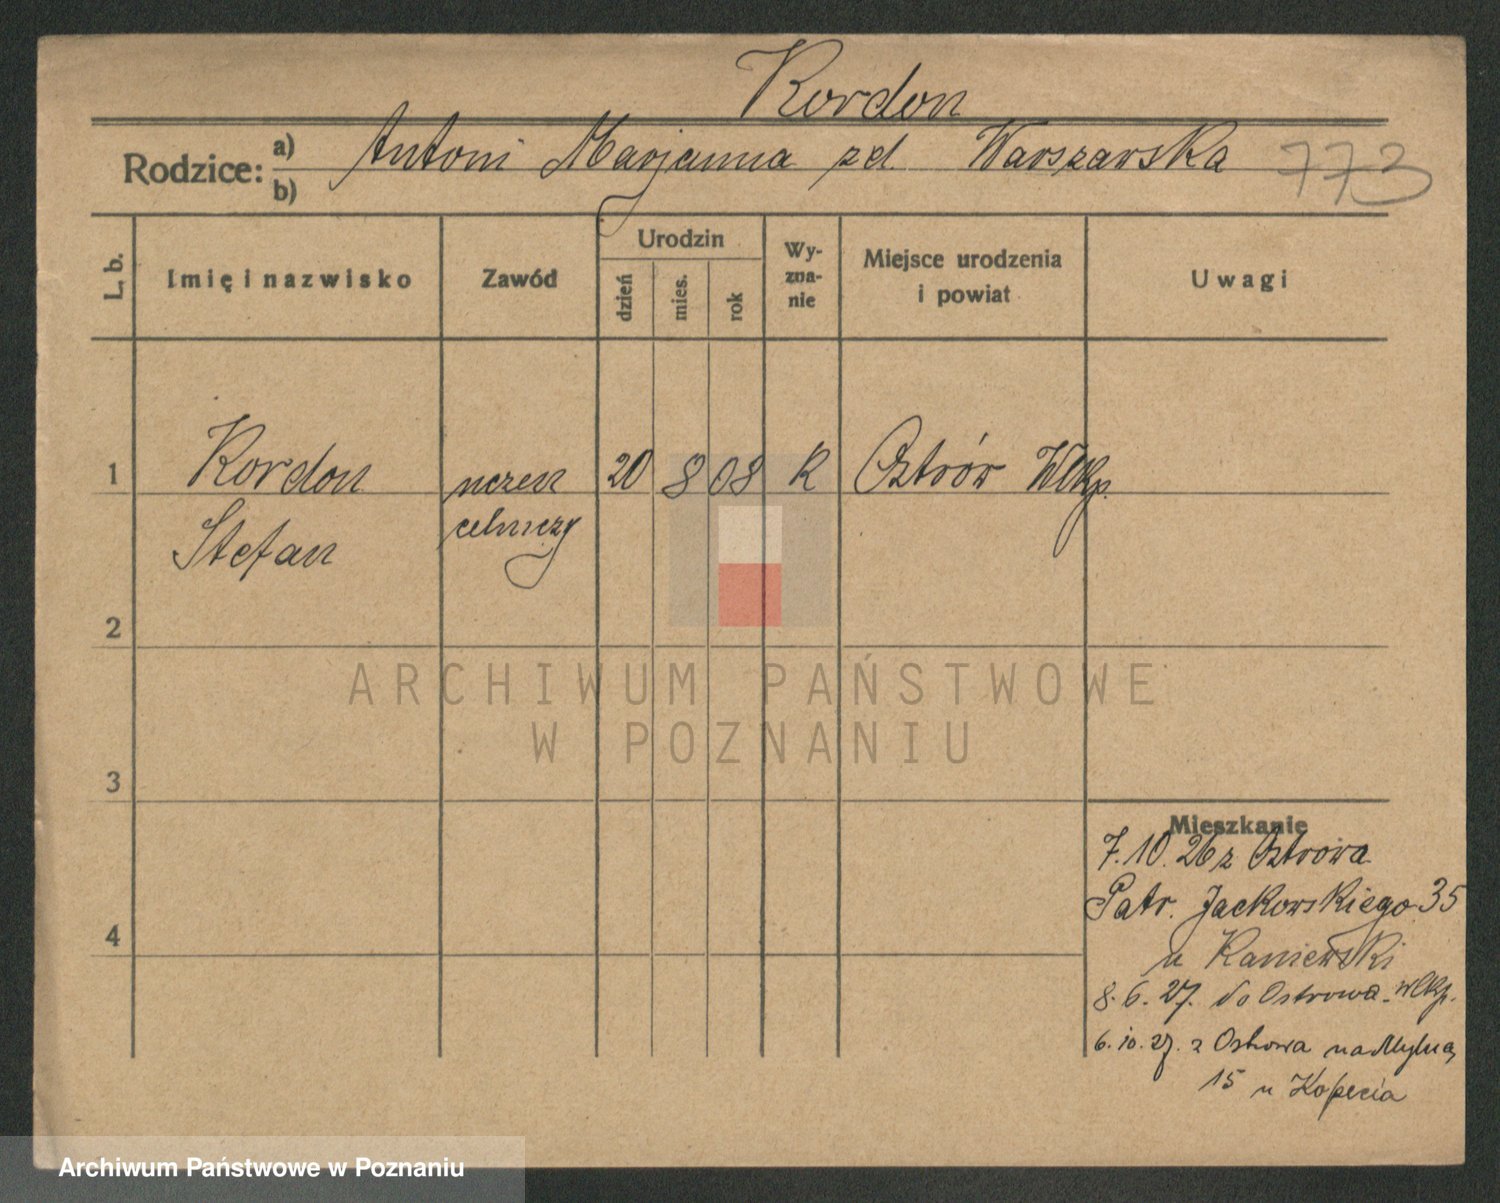 Kordon
Rodzice: a) b) Antoni Marjanna zd. Warszawska 773
L. b. Imię i nazwisko Zawód Urodzin dzień mies. rok Wy-zna-nie Miejsce urodzenia i powiat Uwagi
1 Kordon uczeń 20 8 08 K Ostrów Wlkp.
Stefan celniczy
2
3
4
Mieszkanie
7.10.26 z Ostrowa
Patr. Jackowskiego 35
u Kaniewski
8.6.27. do Ostrowa Wlkp.
6.10.27. z Ostrowa na Mylną
15 u Kopecia
ARCHIWUM PAŃSTWOWE
W POZNANIU
Archiwum Państwowe w Poznaniu